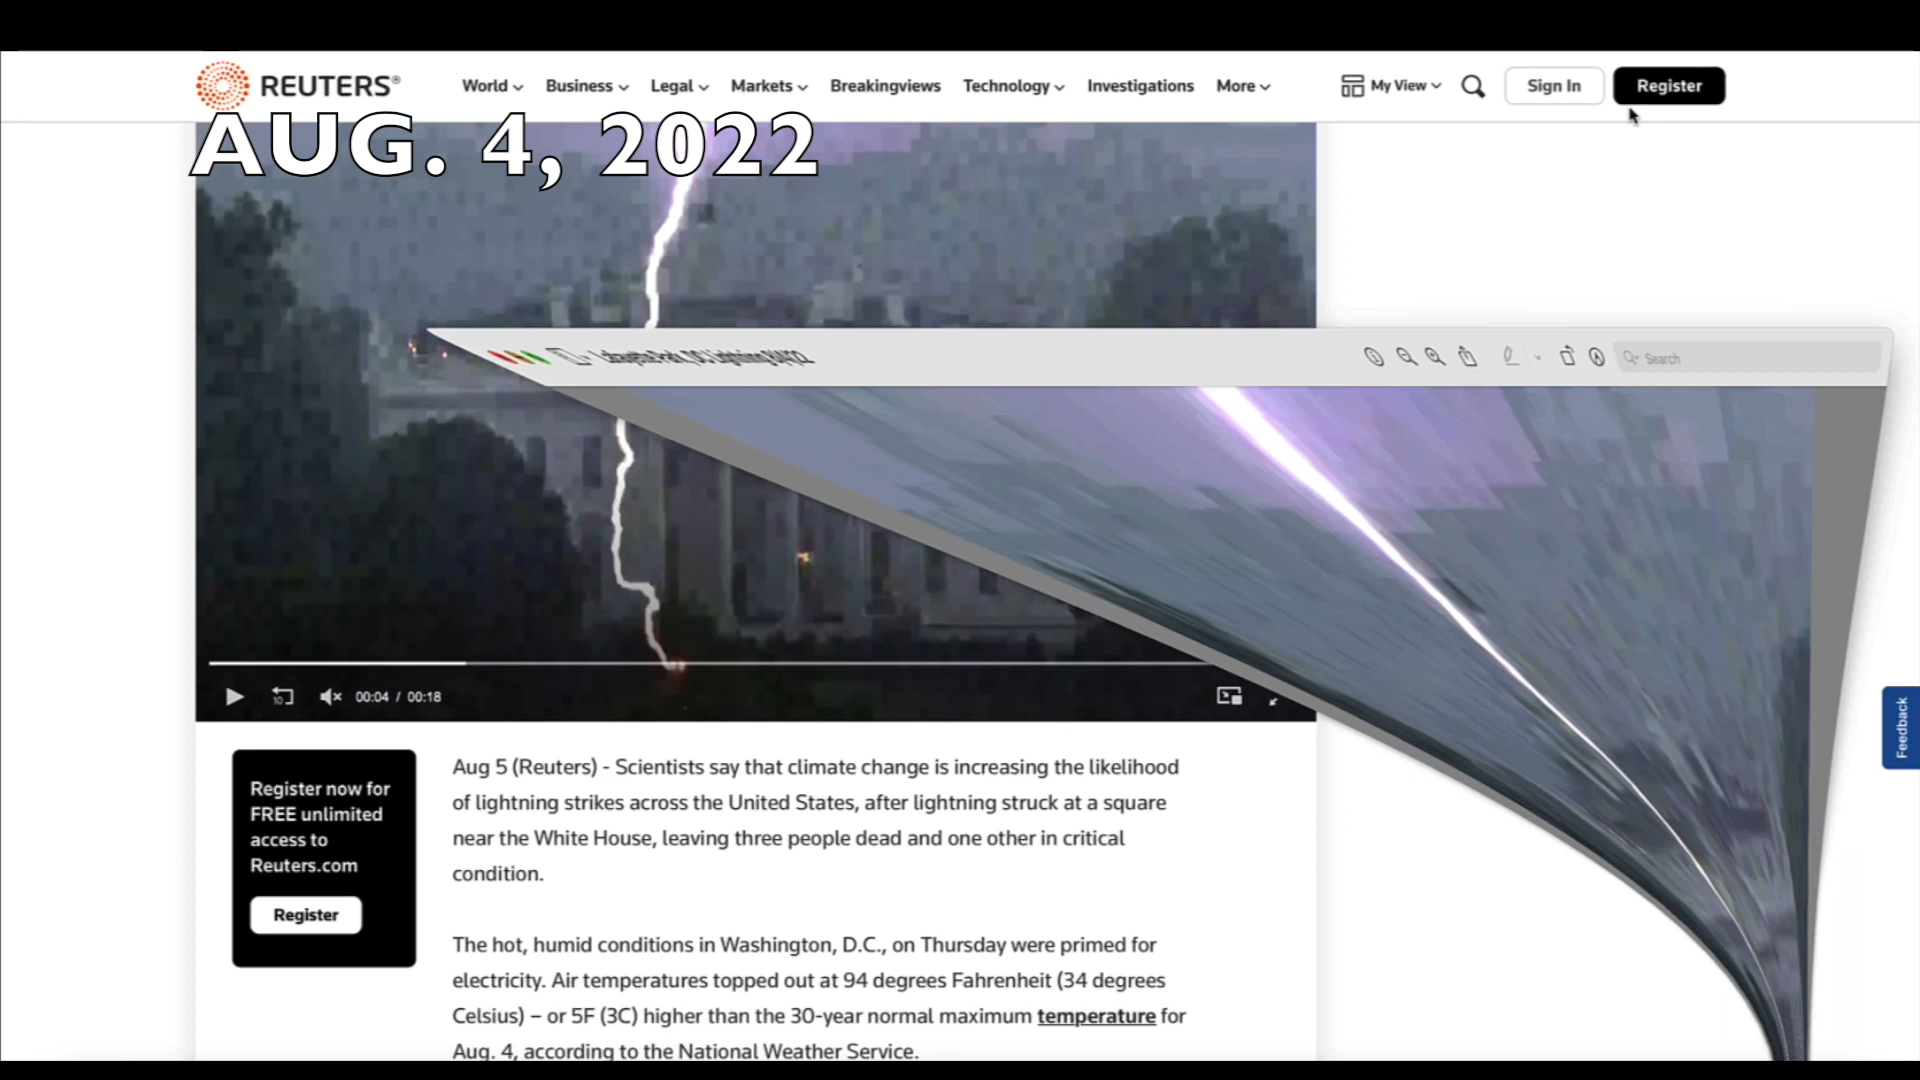 REUTERS®
World Business Legal Markets Breakingviews Technology Investigations More My View Sign In Register
AUG. 4, 2022
Search
10 00:04 / 00:18
Feedback
Register now for
FREE unlimited
access to
Reuters.com
Register
Aug 5 (Reuters) - Scientists say that climate change is increasing the likelihood
of lightning strikes across the United States, after lightning struck at a square
near the White House, leaving three people dead and one other in critical
condition.
The hot, humid conditions in Washington, D.C., on Thursday were primed for
electricity. Air temperatures topped out at 94 degrees Fahrenheit (34 degrees
Celsius) – or 5F (3C) higher than the 30-year normal maximum temperature for
Aug. 4, according to the National Weather Service.